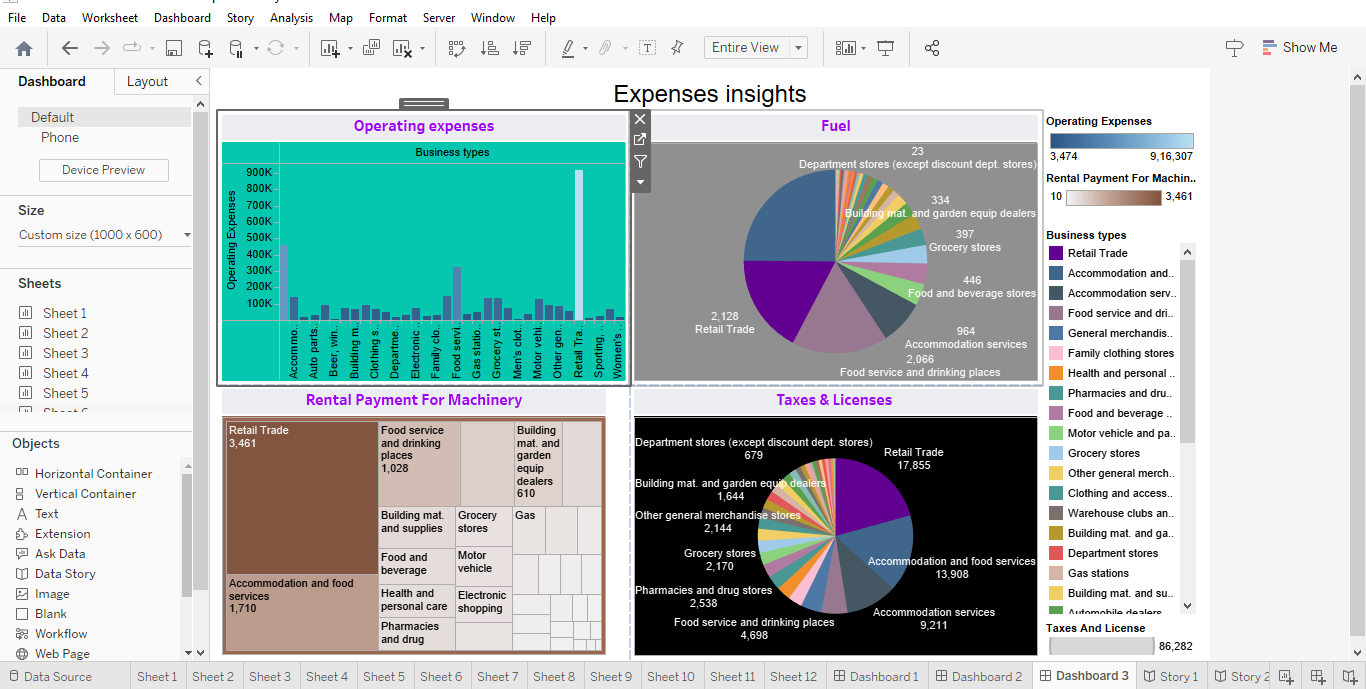 File Data Worksheet Dashboard Story Analysis Map Format Server Window Help
Entire View
Show Me
Dashboard
Layout
Default
Phone
Device Preview
Size
Custom size (1000 x 600)
Sheets
Sheet 1
Sheet 2
Sheet 3
Sheet 4
Sheet 5
Objects
Horizontal Container
Vertical Container
Text
Extension
Ask Data
Data Story
Image
Blank
Workflow
Web Page
Expenses insights
Operating expenses
Business types
Operating Expenses
900K
800K
700K
600K
500K
400K
300K
200K
100K
Accommo..
Auto parts..
Beer, win..
Building m..
Clothing s..
Departme..
Electronic..
Family clo..
Food servi..
Gas statio..
Grocery st..
Men's clot..
Motor vehi..
Other gen..
Retail Tra..
Sporting, ..
Women's ..
Fuel
23
Department stores (except discount dept. stores)
334
Building mat. and garden equip dealers
397
Grocery stores
446
Food and beverage stores
964
Accommodation services
2,066
Food service and drinking places
2,128
Retail Trade
Rental Payment For Machinery
Retail Trade
3,461
Accommodation and food
services
1,710
Food service
and drinking
places
1,028
Building
mat. and
garden
equip
dealers
610
Building mat.
and supplies
Grocery
stores
Gas
Food and
beverage
Motor
vehicle
Health and
personal care
Electronic
shopping
Pharmacies
and drug
Taxes & Licenses
Department stores (except discount dept. stores)
679
Retail Trade
17,855
Building mat. and garden equip dealers
1,644
Other general merchandise stores
2,144
Grocery stores
2,170
Accommodation and food services
13,908
Pharmacies and drug stores
2,538
Accommodation services
9,211
Food service and drinking places
4,698
Operating Expenses
3,474 9,16,307
Rental Payment For Machin..
10 3,461
Business types
Retail Trade
Accommodation and..
Accommodation serv..
Food service and dri..
General merchandis..
Family clothing stores
Health and personal ..
Pharmacies and dru..
Food and beverage ..
Motor vehicle and pa..
Grocery stores
Other general merch..
Clothing and access..
Warehouse clubs an..
Building mat. and ga..
Department stores
Gas stations
Building mat. and su..
Automobile dealers
Taxes And License
86,282
Data Source Sheet 1 Sheet 2 Sheet 3 Sheet 4 Sheet 5 Sheet 6 Sheet 7 Sheet 8 Sheet 9 Sheet 10 Sheet 11 Sheet 12 Dashboard 1 Dashboard 2 Dashboard 3 Story 1 Story 2